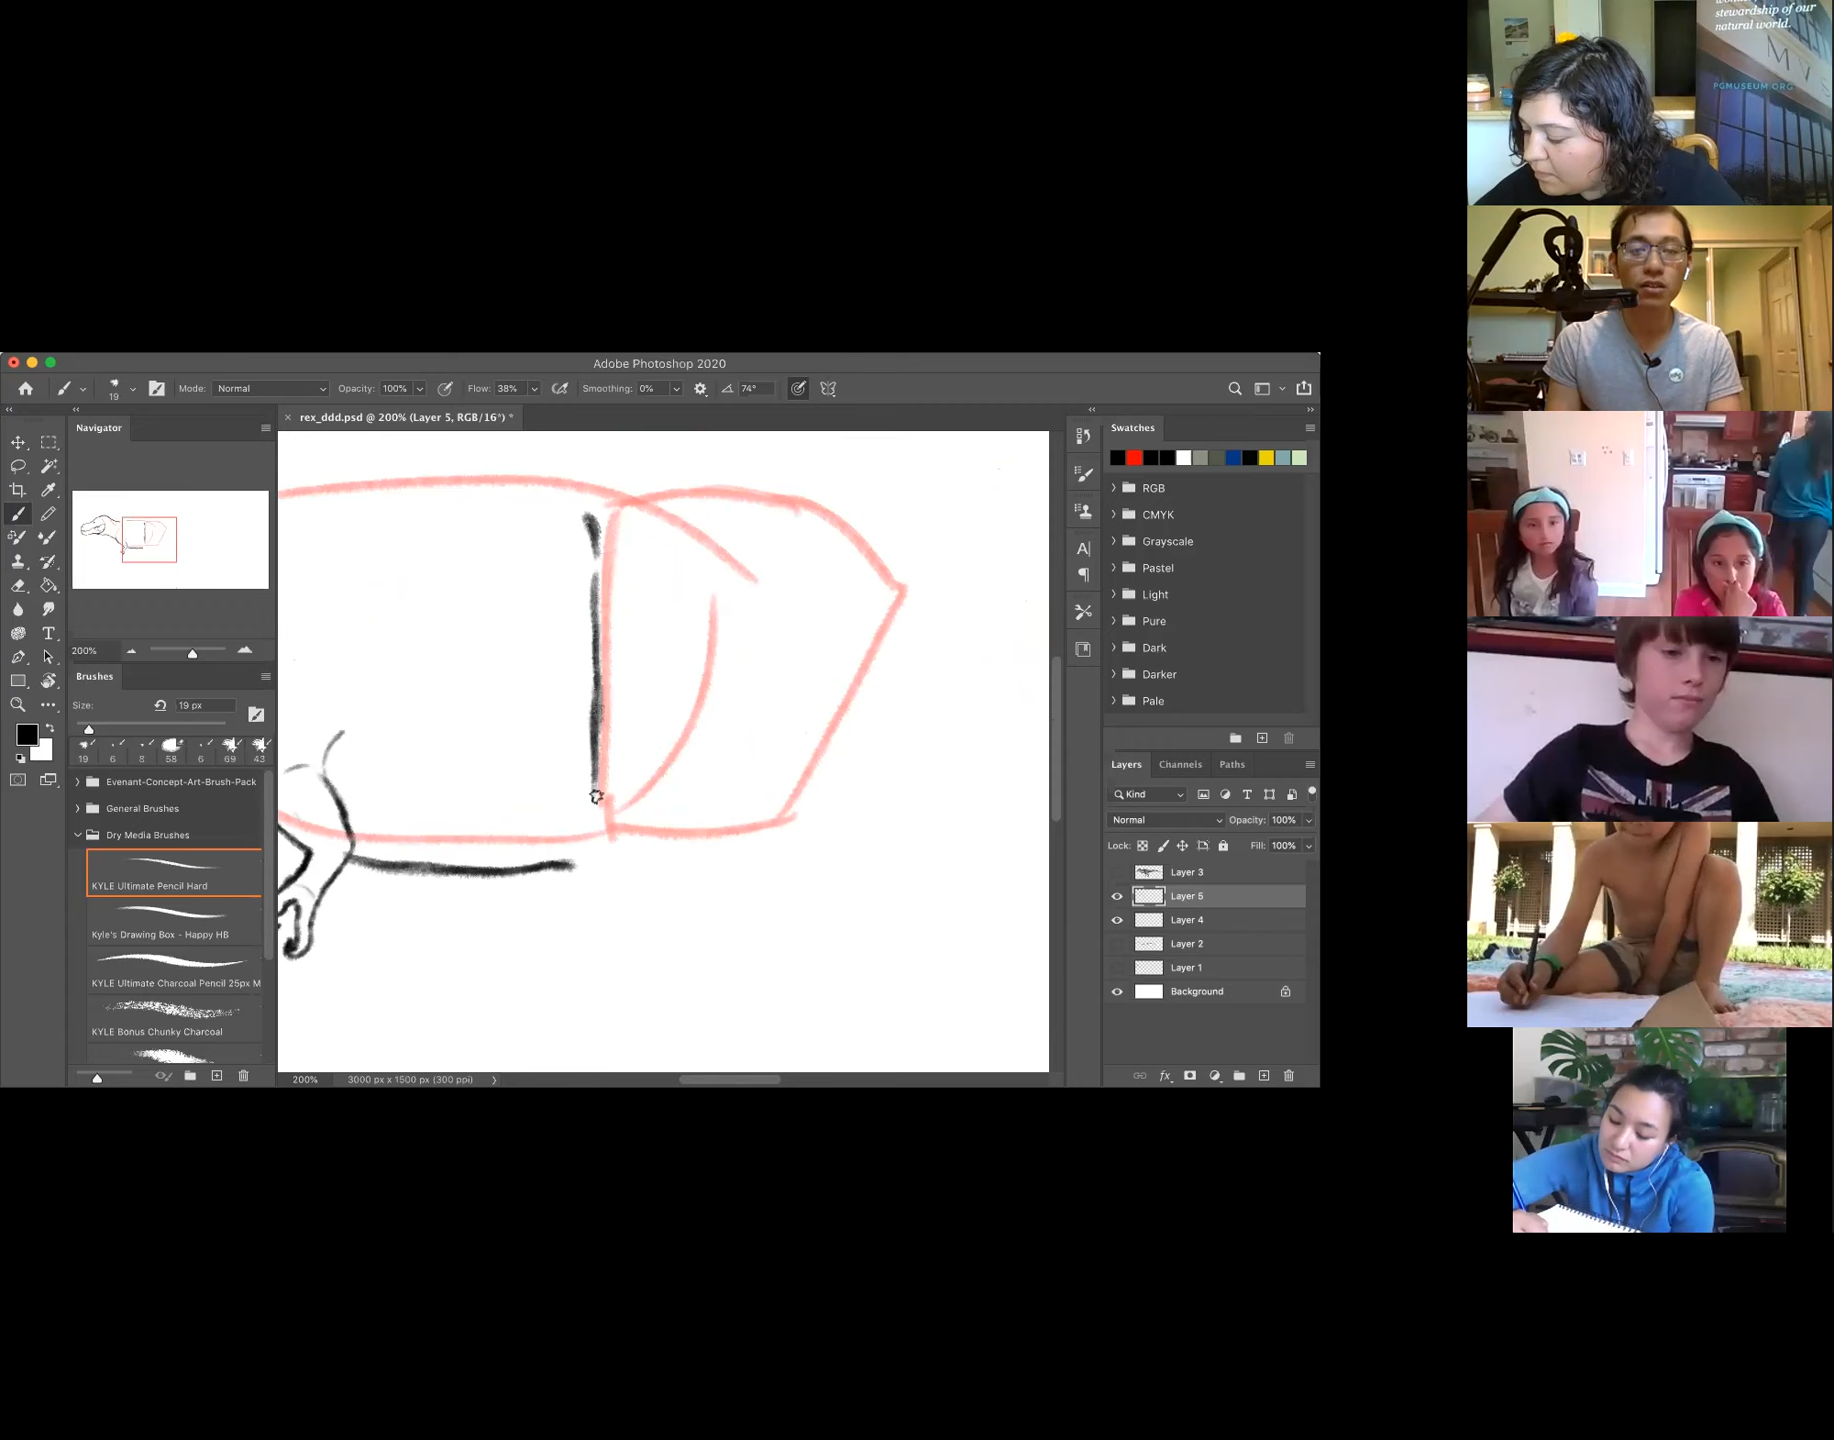 stewardship of our
natural world.
PGMUSEUM.ORG
Adobe Photoshop 2020
19
Mode: Normal
Opacity: 100%
Flow: 38%
Smoothing: 0%
74°
rex_ddd.psd @ 200% (Layer 5, RGB/16*) *
Navigator
200%
Brushes
Size: 19 px
19 6 8 58 6 69 43
Evenant-Concept-Art-Brush-Pack
General Brushes
Dry Media Brushes
KYLE Ultimate Pencil Hard
Kyle's Drawing Box - Happy HB
KYLE Ultimate Charcoal Pencil 25px M
KYLE Bonus Chunky Charcoal
200% 3000 px x 1500 px (300 ppi)
Swatches
RGB
CMYK
Grayscale
Pastel
Light
Pure
Dark
Darker
Pale
Layers Channels Paths
Kind
Normal Opacity: 100%
Lock: Fill: 100%
Layer 3
Layer 5
Layer 4
Layer 2
Layer 1
Background